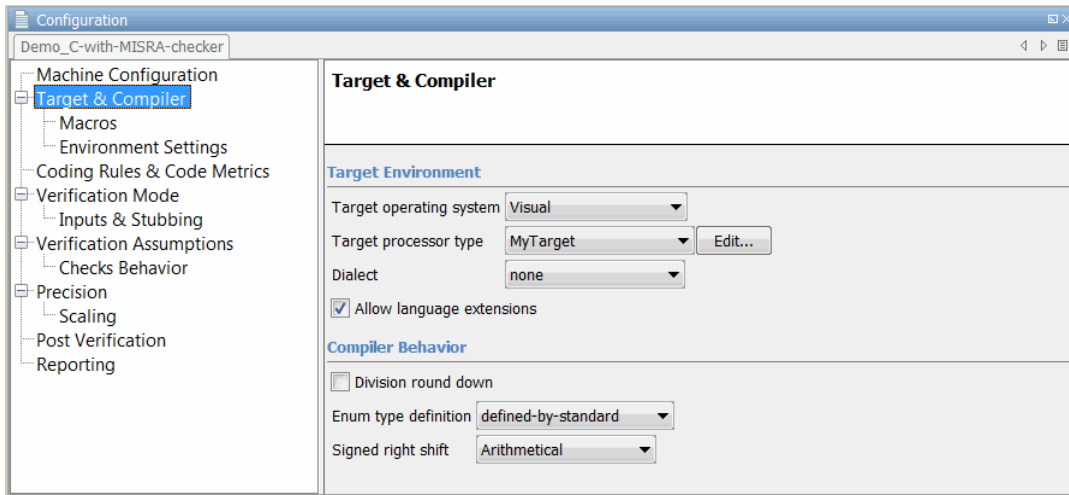 Configuration
Demo_C-with-MISRA-checker
Machine Configuration
Target & Compiler
Macros
Environment Settings
Coding Rules & Code Metrics
Verification Mode
Inputs & Stubbing
Verification Assumptions
Checks Behavior
Precision
Scaling
Post Verification
Reporting
Target & Compiler
Target Environment
Target operating system Visual
Target processor type MyTarget Edit...
Dialect none
Allow language extensions
Compiler Behavior
Division round down
Enum type definition defined-by-standard
Signed right shift Arithmetical